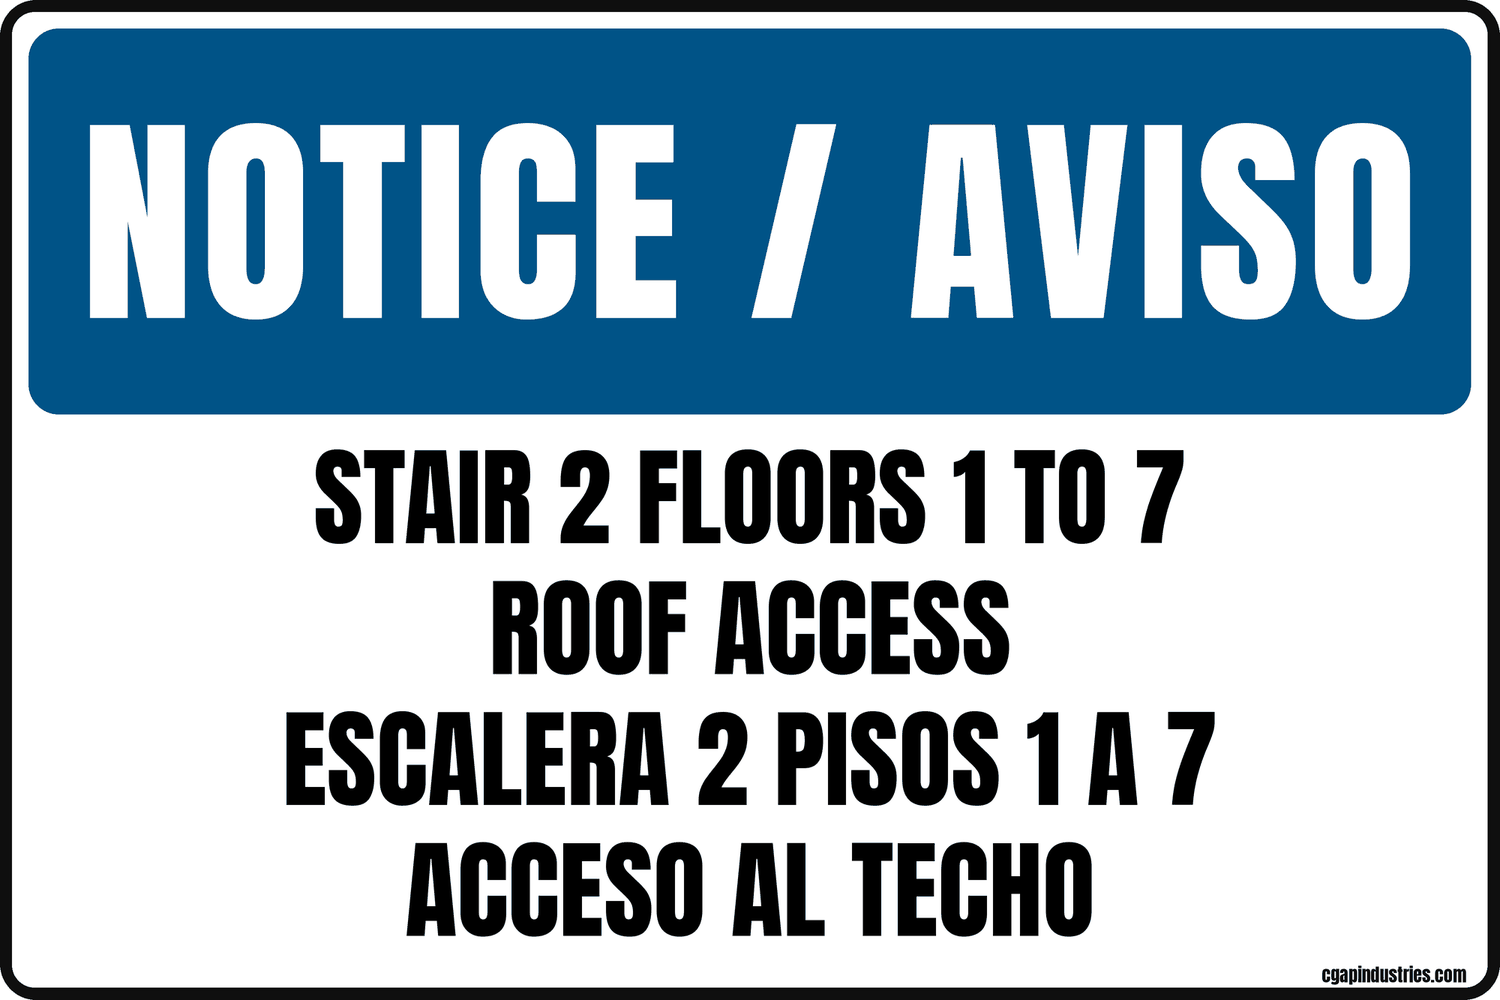 NOTICE / AVISO
STAIR 2 FLOORS 1 TO 7
ROOF ACCESS
ESCALERA 2 PISOS 1 A 7
ACCESO AL TECHO
cgapindustries.com